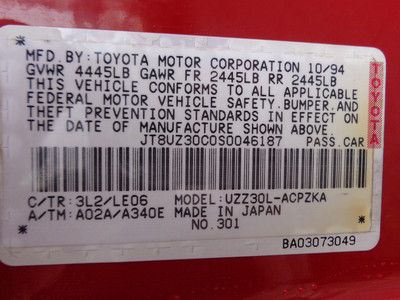 MFD. BY: TOYOTA MOTOR CORPORATION 10/94
GVWR 4445LB GAWR FR 2445LB RR 2445LB
THIS VEHICLE CONFORMS TO ALL APPLICABLE
FEDERAL MOTOR VEHICLE SAFETY, BUMPER, AND
THEFT PREVENTION STANDARDS IN EFFECT ON
THE DATE OF MANUFACTURE SHOWN ABOVE.
JT8UZ30C0S0046187 PASS. CAR
C/TR: 3L2/LE06 MODEL: UZZ30L-ACPZKA
A/TM: A02A/A340E MADE IN JAPAN
NO. 301
BA03073049
TOYOTA